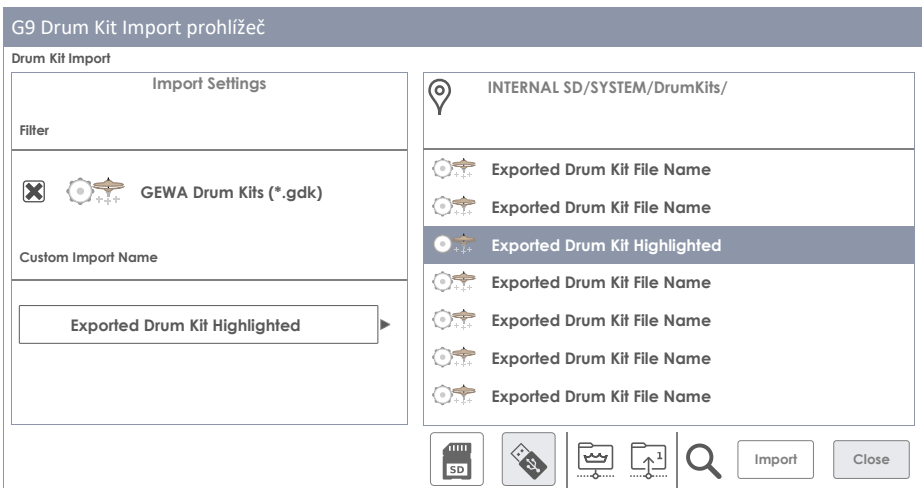 G9 Drum Kit Import prohlížeč
Drum Kit Import
Import Settings
Filter
GEWA Drum Kits (*.gdk)
Custom Import Name
Exported Drum Kit Highlighted
INTERNAL SD/SYSTEM/DrumKits/
Exported Drum Kit File Name
Exported Drum Kit File Name
Exported Drum Kit Highlighted
Exported Drum Kit File Name
Exported Drum Kit File Name
Exported Drum Kit File Name
Exported Drum Kit File Name
SD
1
Import
Close